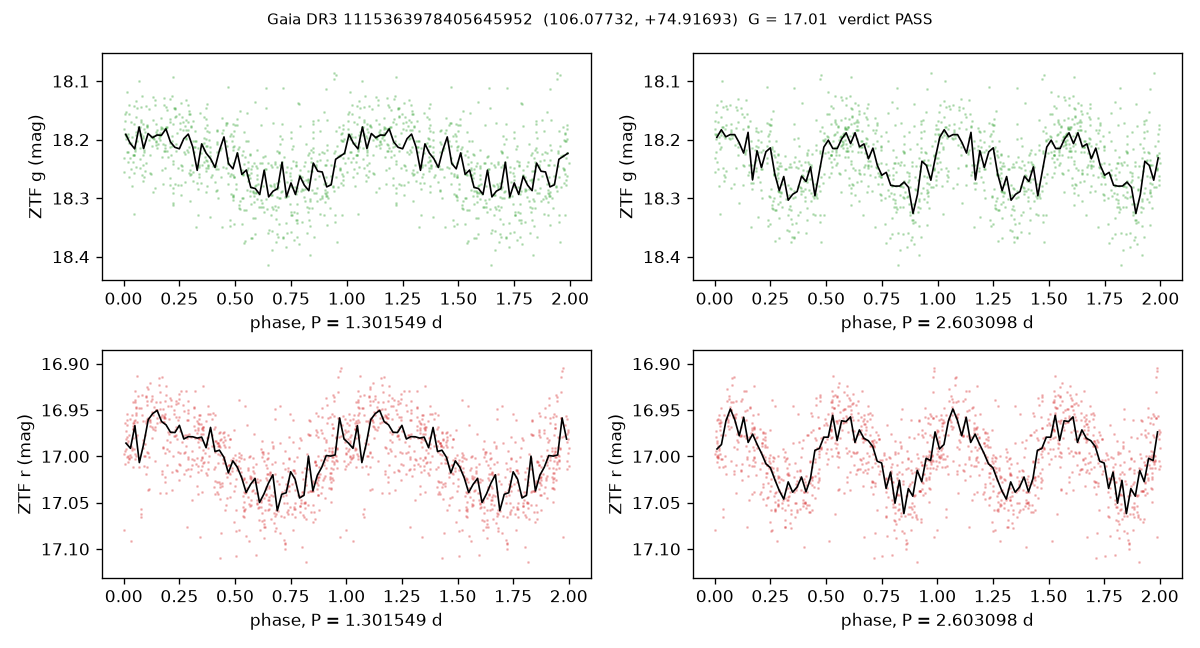 Gaia DR3 1115363978405645952 (106.07732, +74.91693) G = 17.01 verdict PASS
ZTF g (mag)
18.1
18.2
18.3
18.4
0.00 0.25 0.50 0.75 1.00 1.25 1.50 1.75 2.00
phase, P = 1.301549 d
ZTF g (mag)
18.1
18.2
18.3
18.4
0.00 0.25 0.50 0.75 1.00 1.25 1.50 1.75 2.00
phase, P = 2.603098 d
ZTF r (mag)
16.90
16.95
17.00
17.05
17.10
0.00 0.25 0.50 0.75 1.00 1.25 1.50 1.75 2.00
phase, P = 1.301549 d
ZTF r (mag)
16.90
16.95
17.00
17.05
17.10
0.00 0.25 0.50 0.75 1.00 1.25 1.50 1.75 2.00
phase, P = 2.603098 d